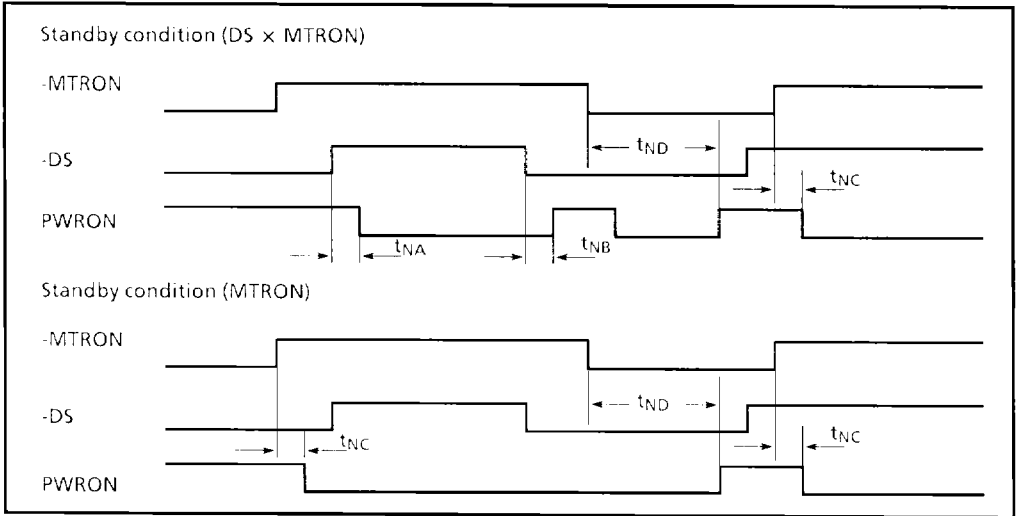 Standby condition (DS × MTRON)
-MTRON
-DS
PWRON
tND
tNC
tNA
tNB
Standby condition (MTRON)
-MTRON
-DS
PWRON
tND
tNC
tNC